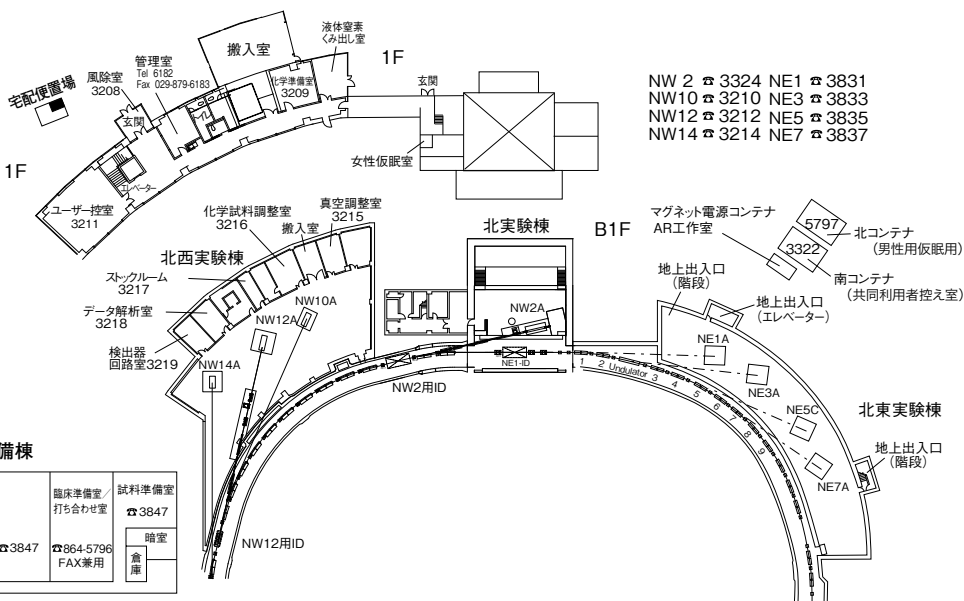 液体窒素
くみ出し室
搬入室
1F
管理室
Tel 6182
Fax 029-879-6183
化学準備室
3209
風除室
3208
宅配便置場
玄関
玄関
1F
エレベーター
ユーザー控室
3211
女性仮眠室
NW 2 ☎ 3324 NE1 ☎ 3831
NW10 ☎ 3210 NE3 ☎ 3833
NW12 ☎ 3212 NE5 ☎ 3835
NW14 ☎ 3214 NE7 ☎ 3837
真空調整室
3215
化学試料調整室
3216
搬入室
北西実験棟
ストックルーム
3217
データ解析室
3218
検出器
回路室3219
NW10A
NW12A
NW14A
北実験棟
B1F
NW2A
NE1-ID
NW2用ID
NW12用ID
1 2 Undulator 3 4 5 6 7 8 9
マグネット電源コンテナ
AR工作室
5797
北コンテナ
(男性用仮眠用)
3322
南コンテナ
(共同利用者控え室)
地上出入口
(階段)
地上出入口
(エレベーター)
NE1A
NE3A
NE5C
NE7A
北東実験棟
地上出入口
(階段)
備棟
☎3847
臨床準備室/
打ち合わせ室
☎864-5796
FAX兼用
試料準備室
☎3847
暗室
倉庫